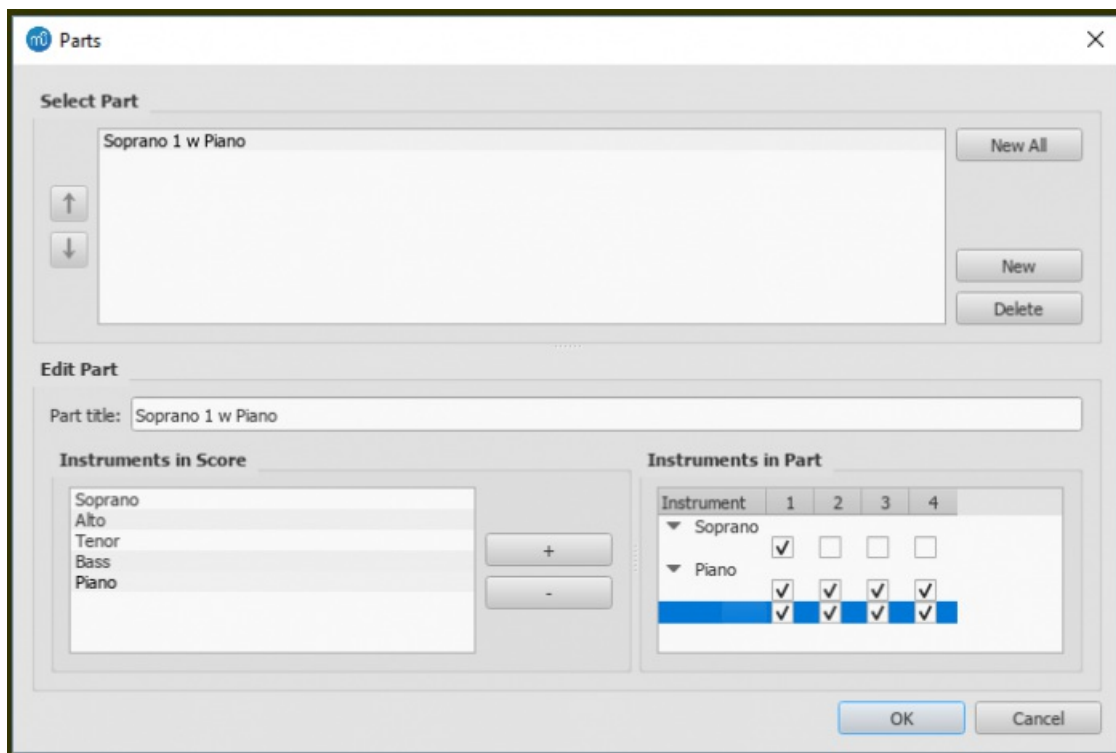 Parts
Select Part
Soprano 1 w Piano
New All
New
Delete
Edit Part
Part title: Soprano 1 w Piano
Instruments in Score
Soprano
Alto
Tenor
Bass
Piano
+
-
Instruments in Part
Instrument 1 2 3 4
Soprano
Piano
OK Cancel